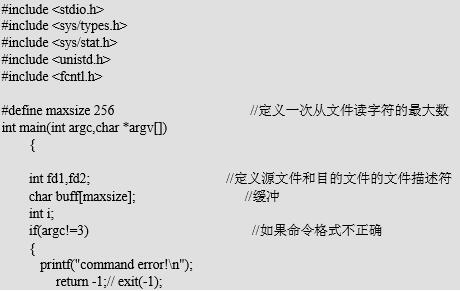 #include <stdio.h>
#include <sys/types.h>
#include <sys/stat.h>
#include <unistd.h>
#include <fcntl.h>
#define maxsize 256 //定义一次从文件读字符的最大数
int main(int argc,char *argv[])
{
int fd1,fd2; //定义源文件和目的文件的文件描述符
char buff[maxsize]; //缓冲
int i;
if(argc!=3) //如果命令格式不正确
{
printf("command error!\n");
return -1;// exit(-1);